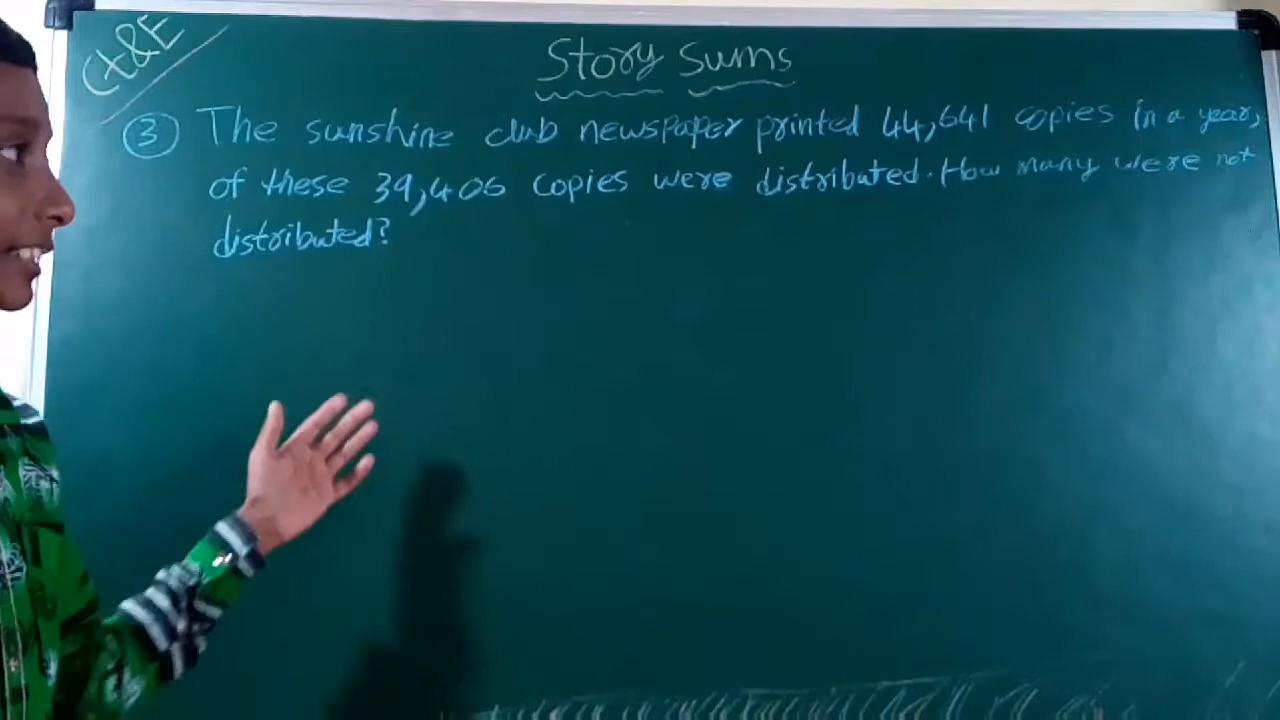 CT&E
Story Sums
3 The sunshine club newspaper printed 44,641 copies in a year,
of these 39,406 copies were distributed. How many were not
distributed?